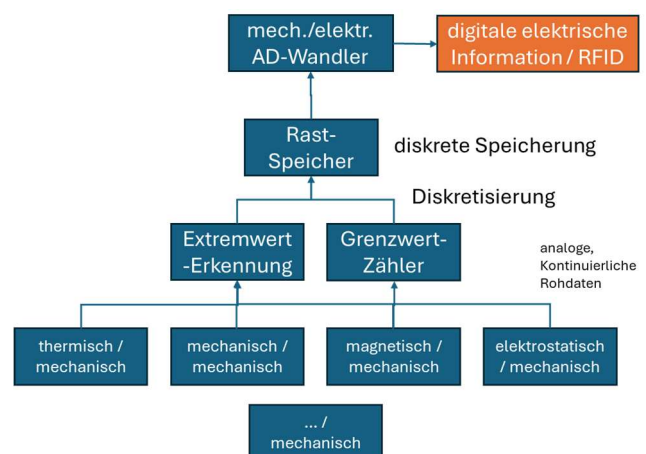 mech./elektr.
AD-Wandler
digitale elektrische
Information / RFID
Rast-
Speicher
diskrete Speicherung
Diskretisierung
Extremwert
-Erkennung
Grenzwert-
Zähler
analoge,
Kontinuierliche
Rohdaten
thermisch /
mechanisch
mechanisch /
mechanisch
magnetisch /
mechanisch
elektrostatisch
/ mechanisch
... /
mechanisch